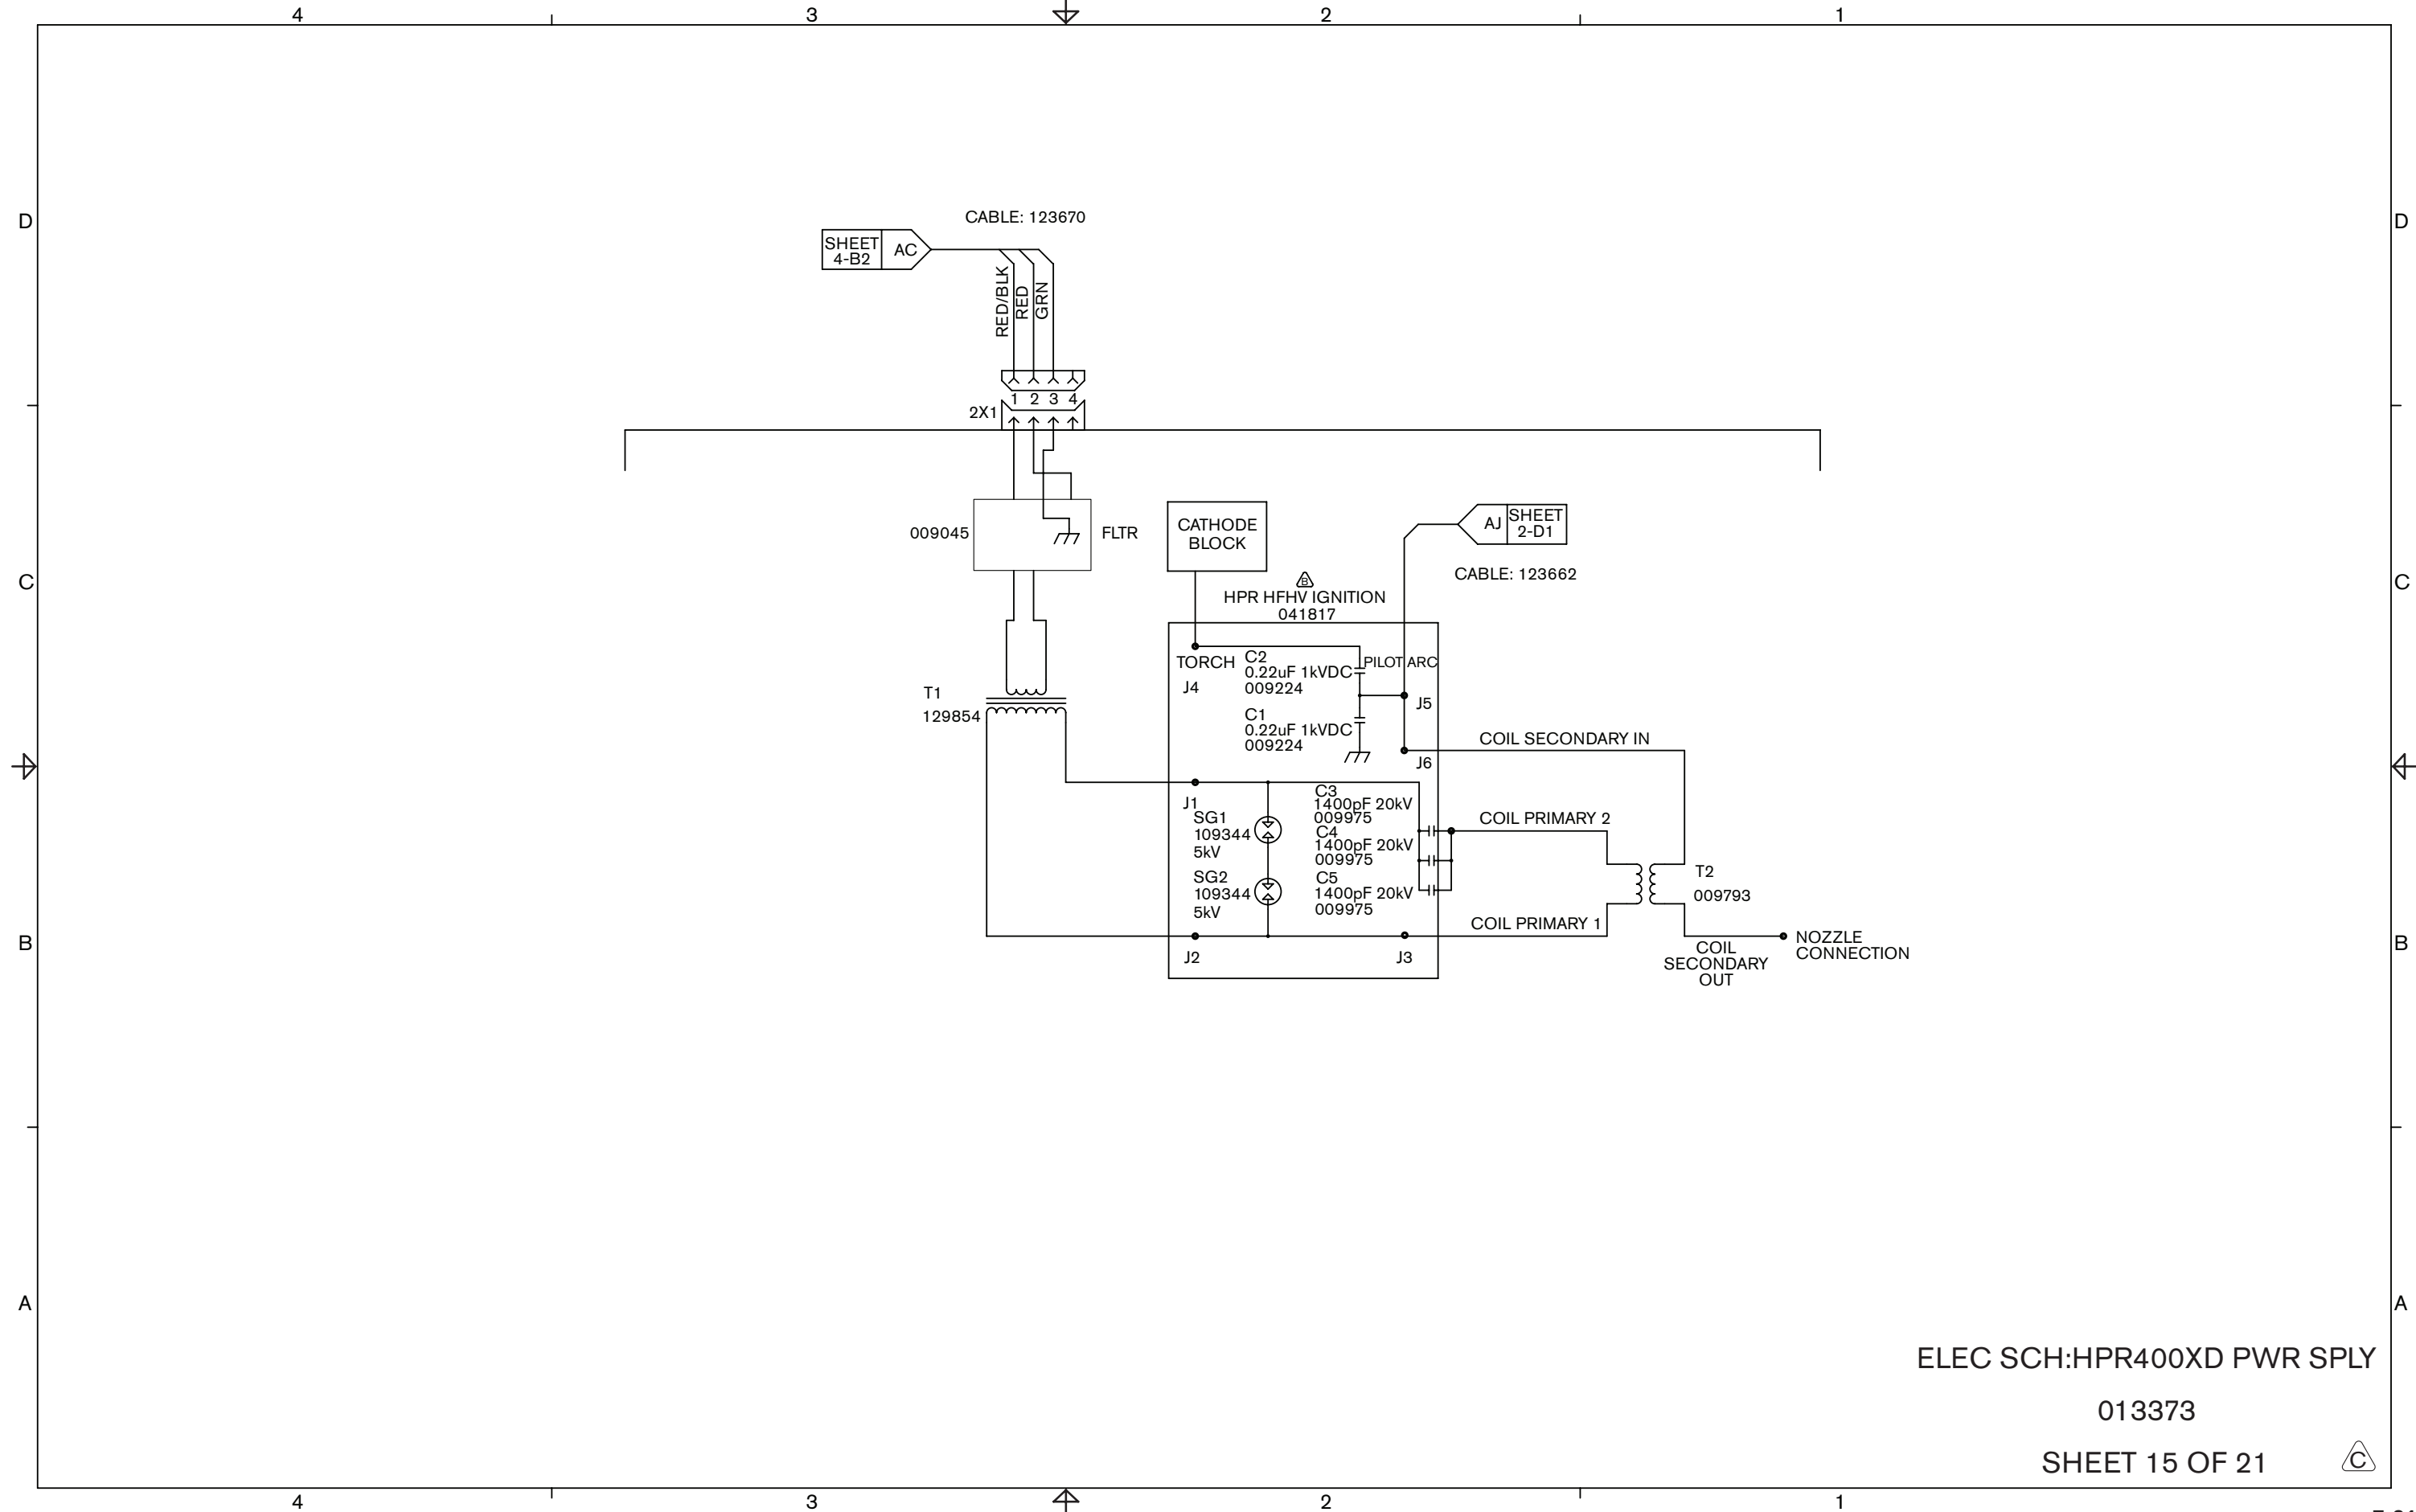 4 3 2 1
D D
CABLE: 123670
SHEET
4-B2
AC
RED/BLK
RED
GRN
1 2 3 4
2X1
009045
FLTR
CATHODE
BLOCK
AJ
SHEET
2-D1
CABLE: 123662
C C
B
HPR HFHV IGNITION
041817
TORCH
J4
C2
0.22uF 1kVDC
009224
PILOT ARC
J5
C1
0.22uF 1kVDC
009224
T1
129854
J6
COIL SECONDARY IN
J1
SG1
109344
5kV
SG2
109344
5kV
C3
1400pF 20kV
009975
C4
1400pF 20kV
009975
C5
1400pF 20kV
009975
COIL PRIMARY 2
T2
009793
COIL PRIMARY 1
J2
J3
B B
COIL
SECONDARY
OUT
NOZZLE
CONNECTION
A A
ELEC SCH:HPR400XD PWR SPLY
013373
SHEET 15 OF 21
C
4 3 2 1